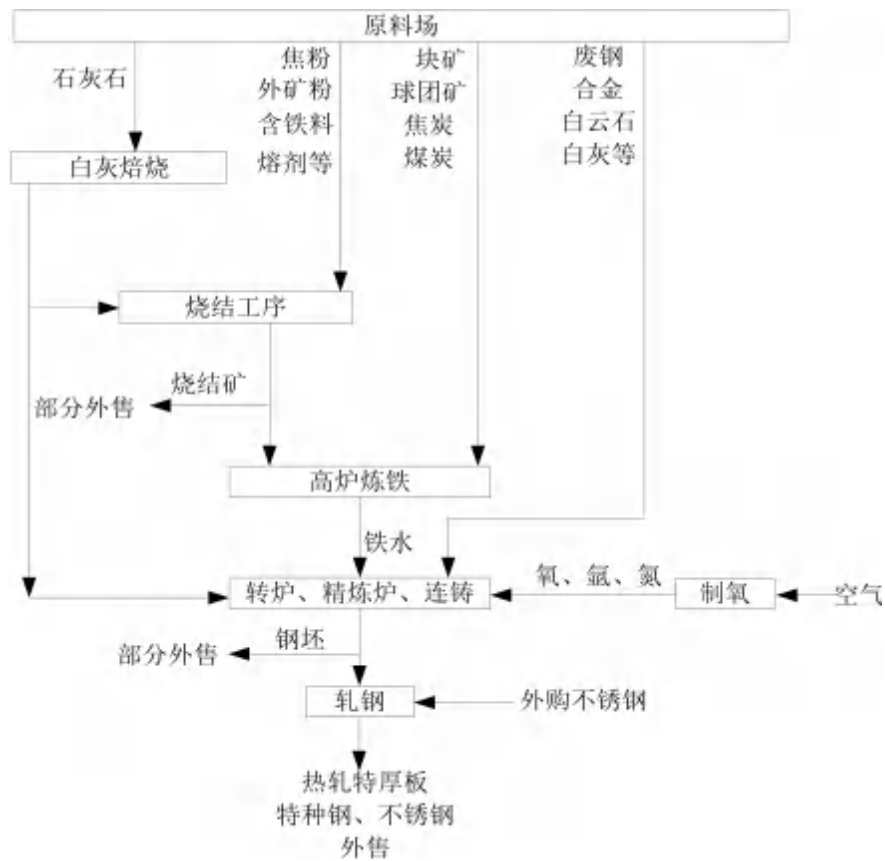 原料场
石灰石
焦粉
外矿粉
含铁料
熔剂等
块矿
球团矿
焦炭
煤炭
废钢
合金
白云石
白灰等
白灰焙烧
烧结工序
烧结矿
部分外售
高炉炼铁
铁水
转炉、精炼炉、连铸
氧、氩、氮
制氧
空气
钢坯
部分外售
轧钢
外购不锈钢
热轧特厚板
特种钢、不锈钢
外售